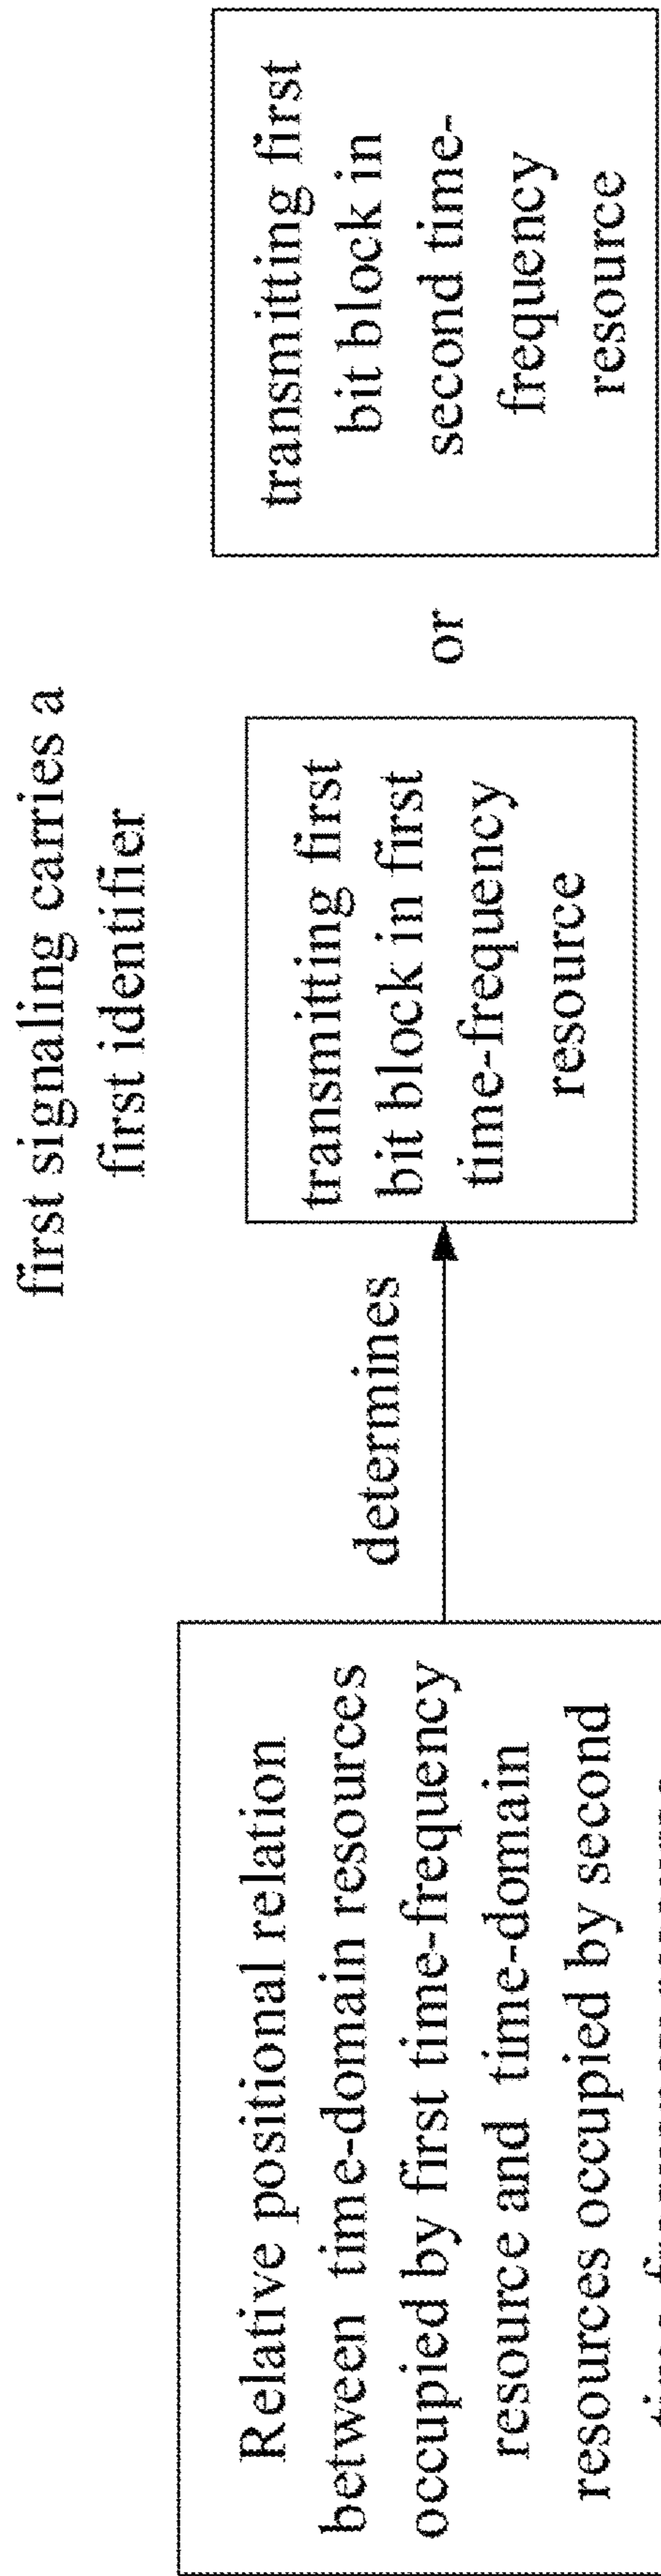 first signaling carries a
first identifier
Relative positional relation
between time-domain resources
occupied by first time-frequency
resource and time-domain
resources occupied by second
determines
transmitting first
bit block in first
time-frequency
resource
or
transmitting first
bit block in
second time-
frequency
resource